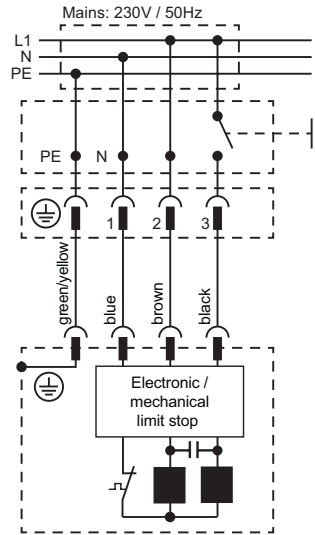 Mains: 230V / 50Hz
L1
N
PE
PE N
1 2 3
green/yellow
blue
brown
black
Electronic /
mechanical
limit stop